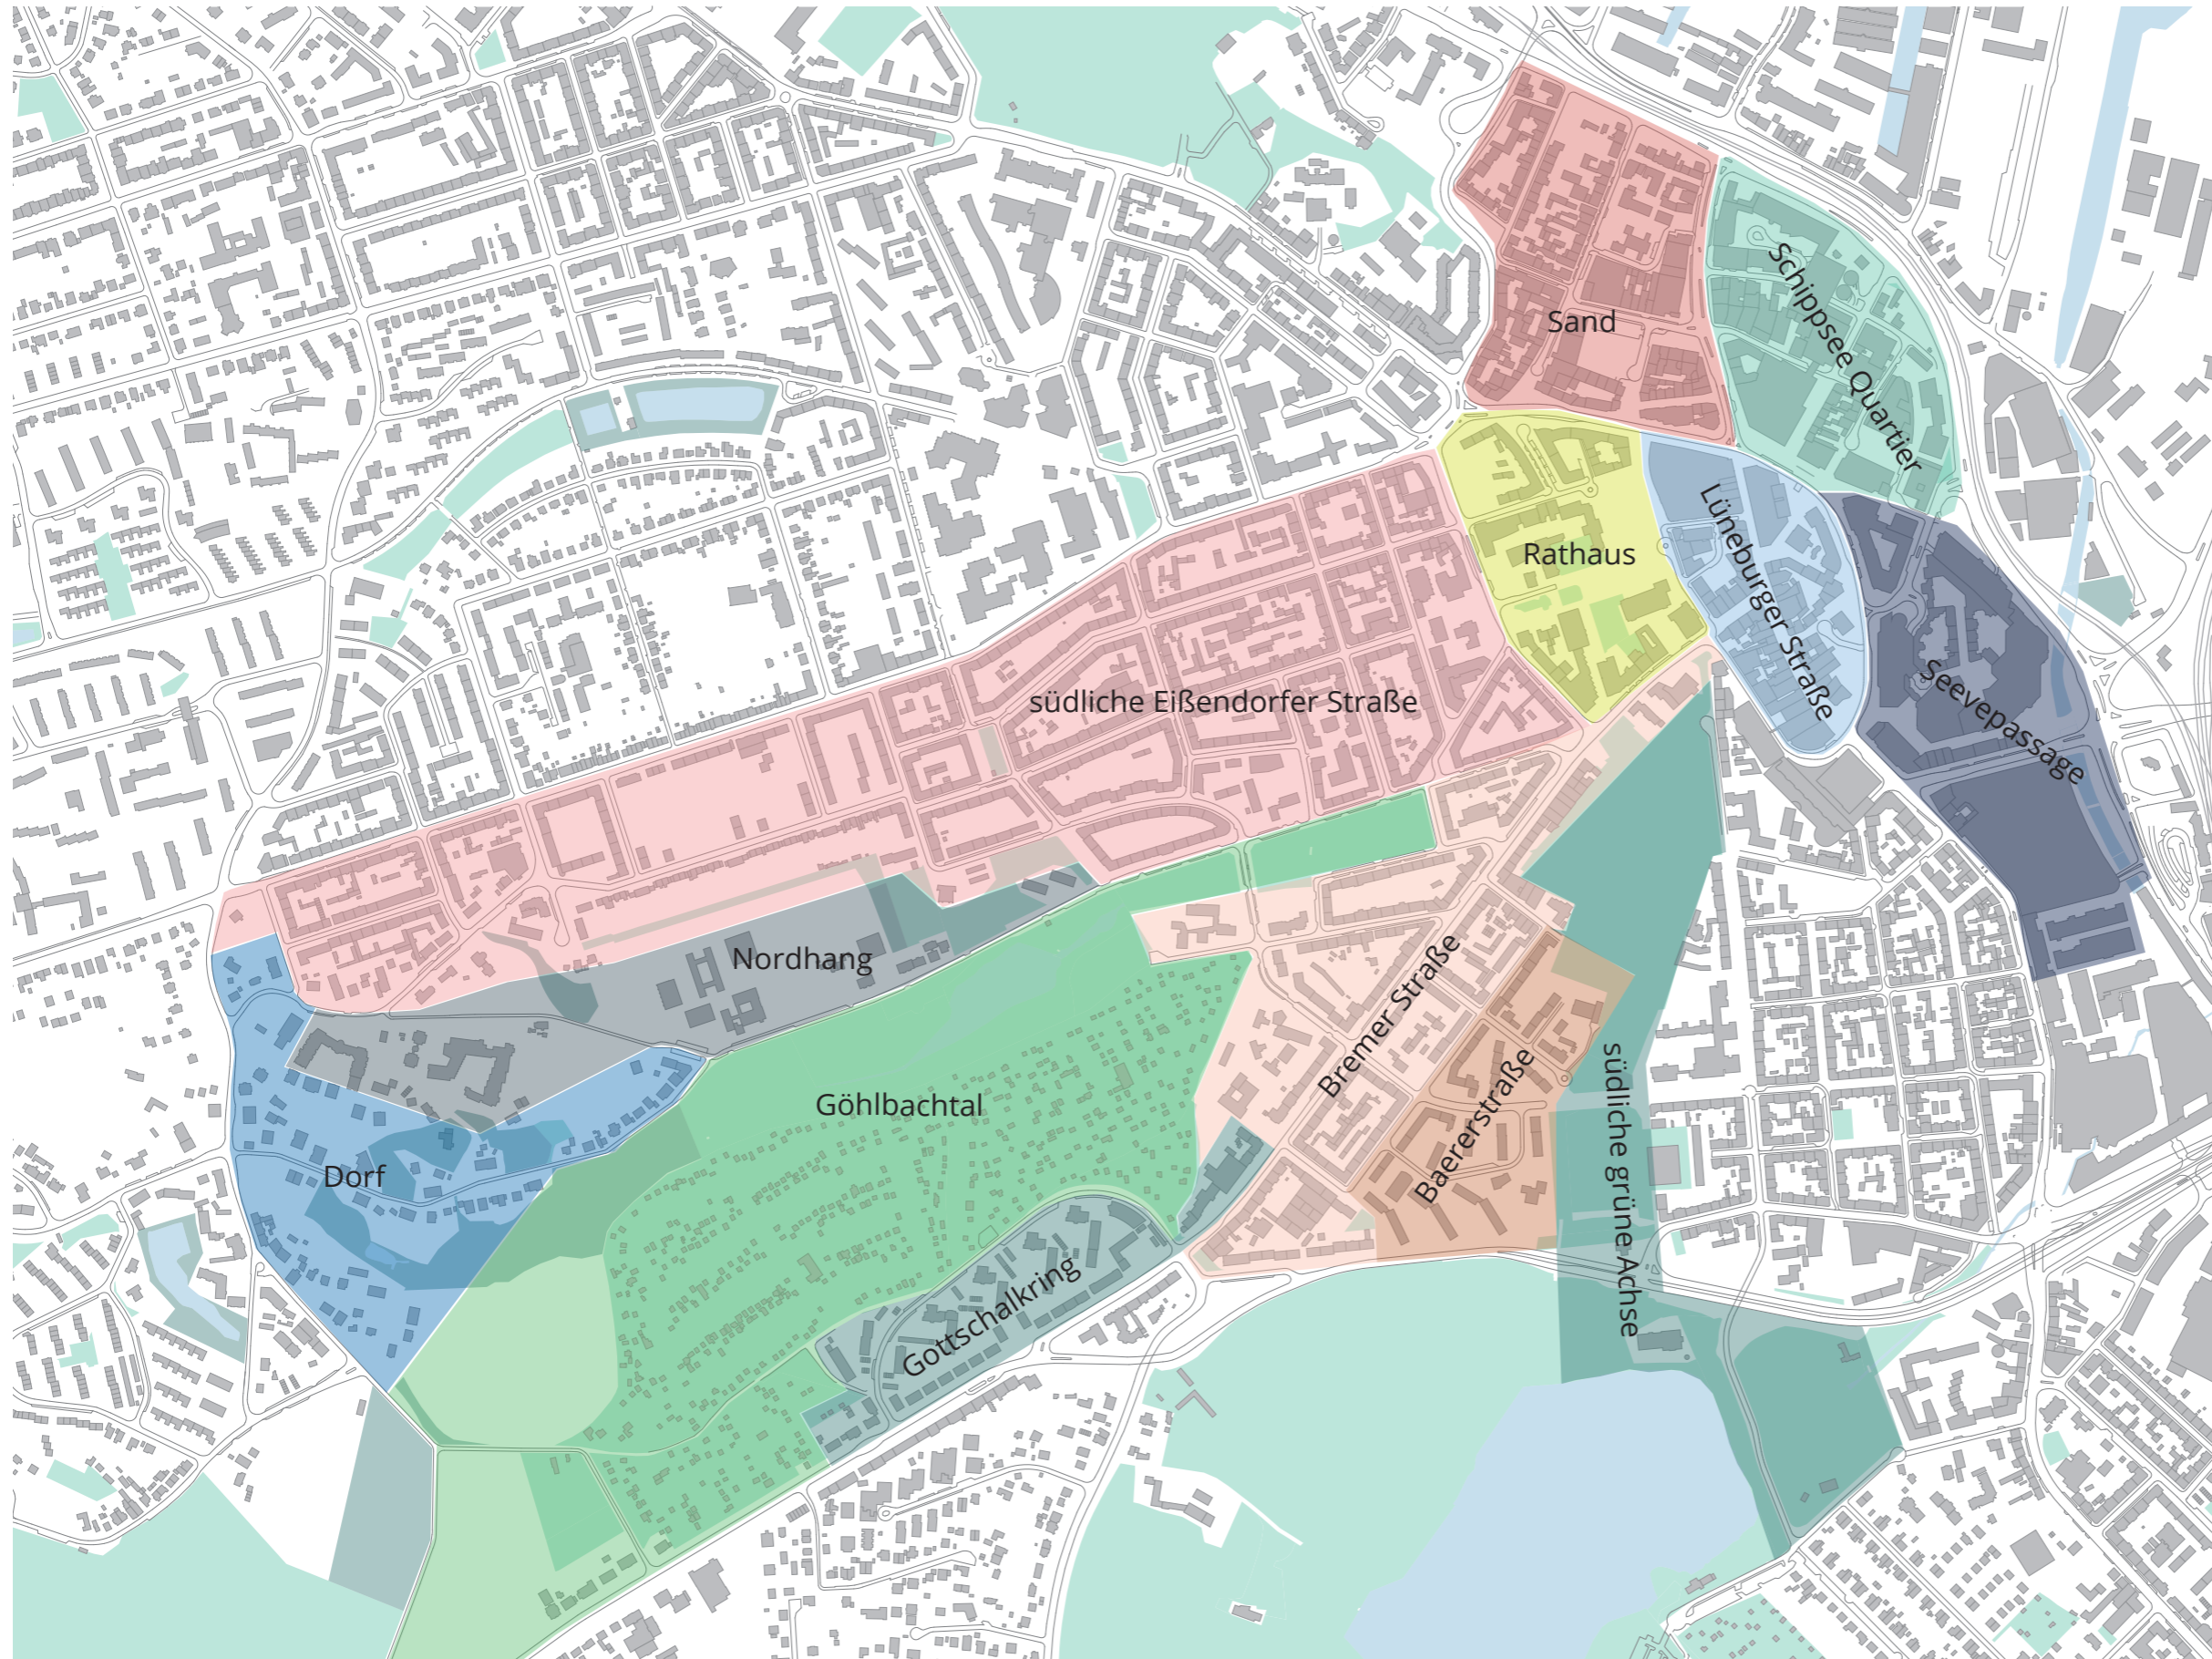 Sand
Schippsee Quartier
Rathaus
Lüneburger Straße
Seevepassage
südliche Eißendorfer Straße
Nordhang
Bremer Straße
Göhlbachtal
Baererstraße
südliche grüne Achse
Dorf
Gottschalkring